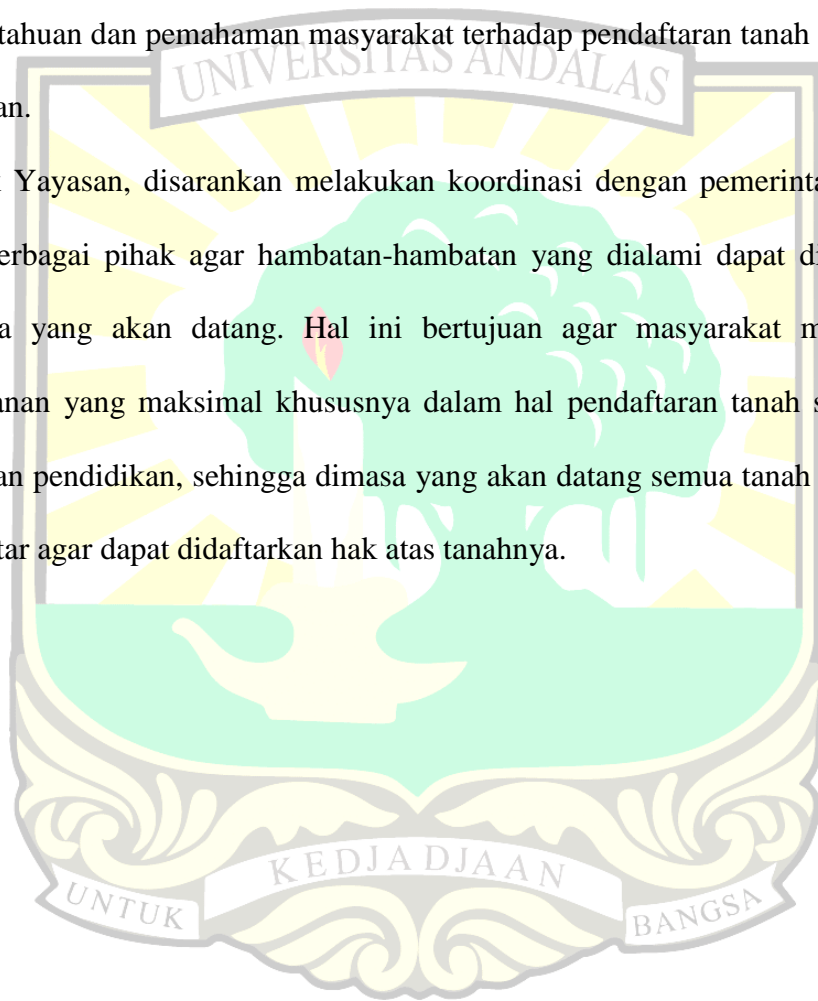 tahuan dan pemahaman masyarakat terhadap pendaftaran tanah
UNIVERSITAS ANDALAS
an.
Yayasan, disarankan melakukan koordinasi dengan pemerinta
erbagai pihak agar hambatan-hambatan yang dialami dapat di
a yang akan datang. Hal ini bertujuan agar masyarakat m
anan yang maksimal khususnya dalam hal pendaftaran tanah s
an pendidikan, sehingga dimasa yang akan datang semua tanah
tar agar dapat didaftarkan hak atas tanahnya.
KEDJADJAAN
UNTUK
BANGSA